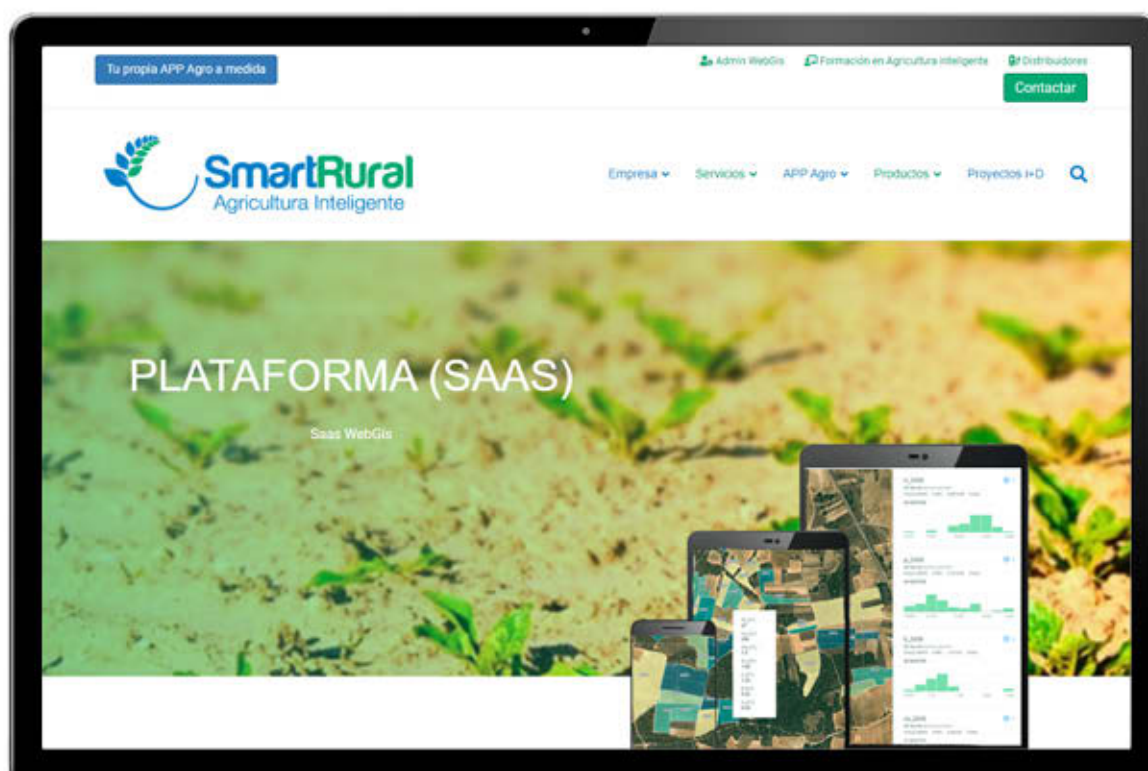 Tu propia APP Agro a medida
Admin WebGis
Formación en Agricultura inteligente
Distribuidores
Contactar
SmartRural
Agricultura Inteligente
Empresa
Servicios
APP Agro
Productos
Proyectos I+D
PLATAFORMA (SAAS)
Saas WebGis